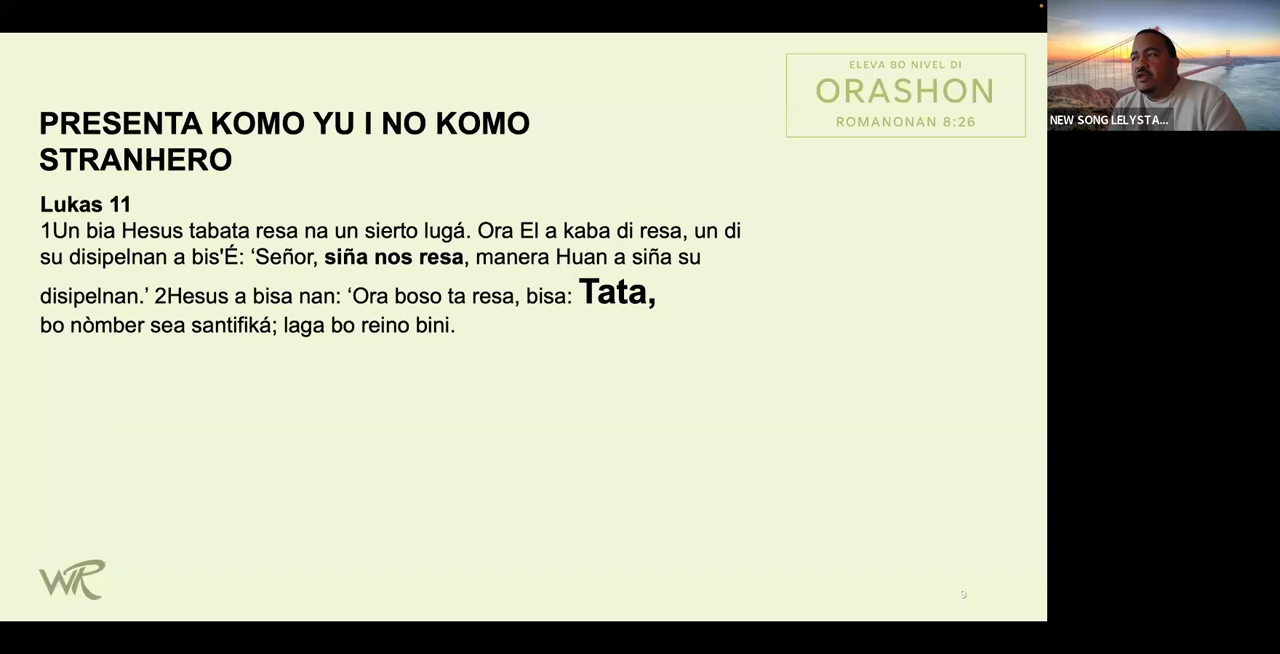 ELEVA BO NIVEL DI
ORASHON
ROMANONAN 8:26
PRESENTA KOMO YU I NO KOMO
STRANHERO
Lukas 11
1Un bia Hesus tabata resa na un sierto lugá. Ora El a kaba di resa, un di
su disipelnan a bis'É: ‘Señor, siña nos resa, manera Huan a siña su
disipelnan.’ 2Hesus a bisa nan: ‘Ora boso ta resa, bisa: Tata,
bo nòmber sea santifiká; laga bo reino bini.
WR
9
NEW SONG LELYSTA...